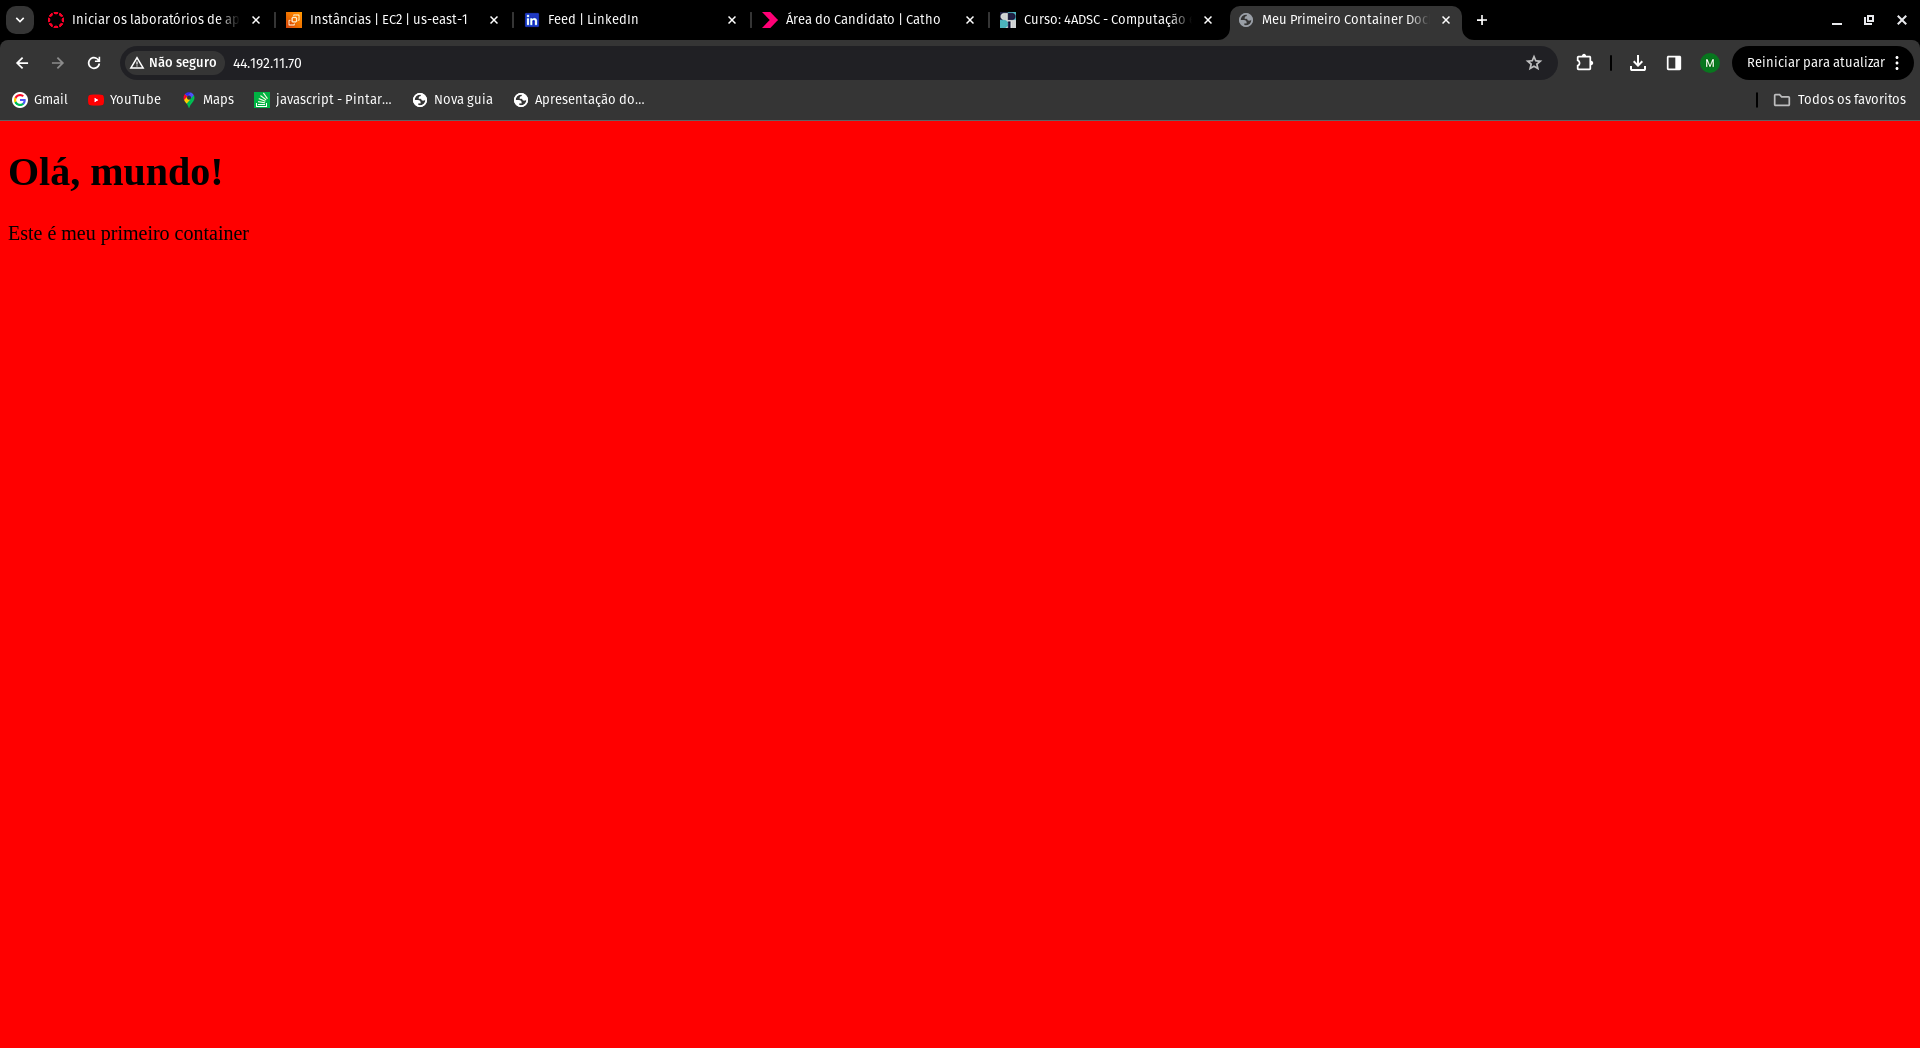 Iniciar os laboratórios de ap
Instâncias | EC2 | us-east-1
Feed | LinkedIn
Área do Candidato | Catho
Curso: 4ADSC - Computação
Meu Primeiro Container Doc
Não seguro
44.192.11.70
M
Reiniciar para atualizar
Gmail
YouTube
Maps
javascript - Pintar...
Nova guia
Apresentação do...
Todos os favoritos
Olá, mundo!
Este é meu primeiro container